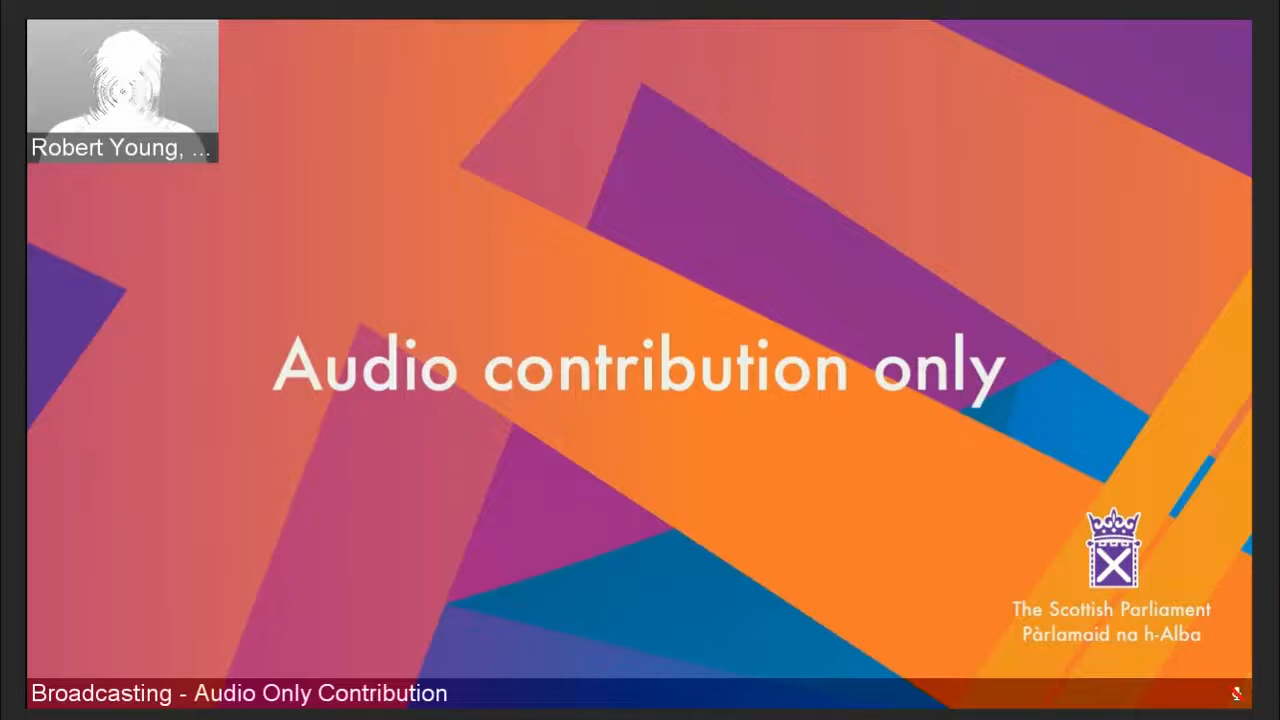 Robert Young, ...
Audio contribution only
The Scottish Parliament
Pàrlamaid na h-Alba
Broadcasting - Audio Only Contribution